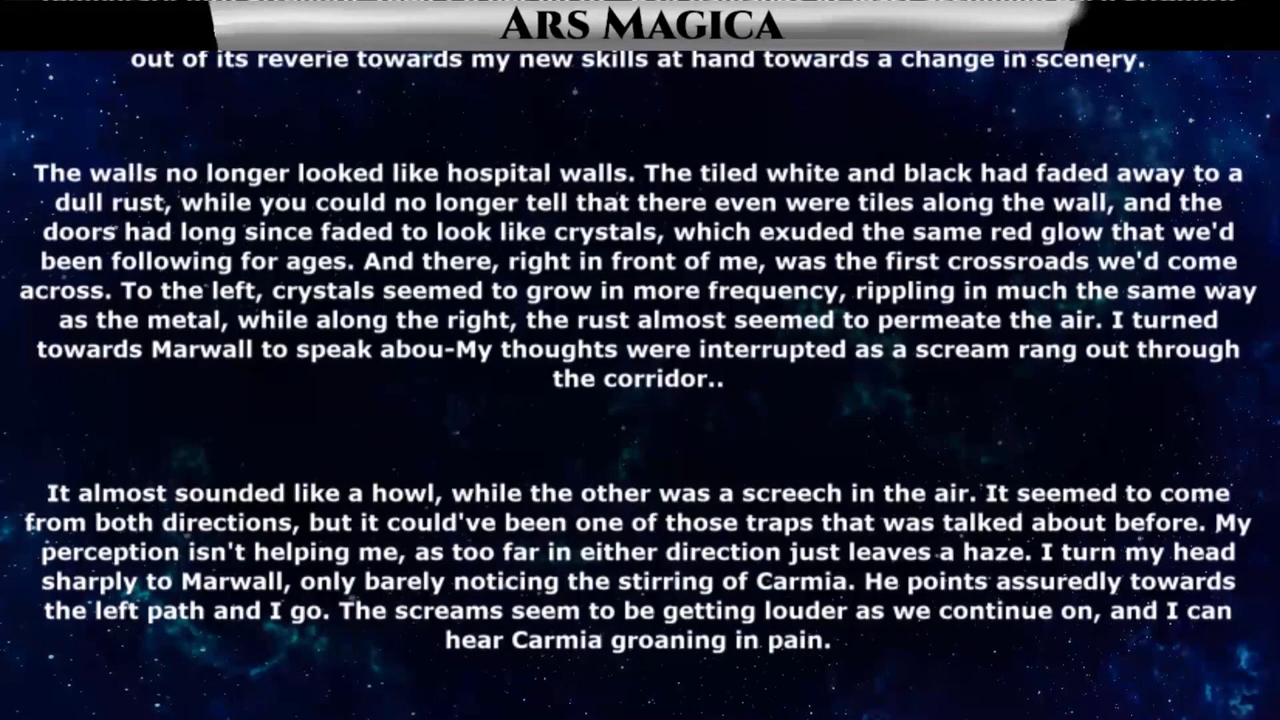 Ars Magica
out of its reverie towards my new skills at hand towards a change in scenery.
The walls no longer looked like hospital walls. The tiled white and black had faded away to a
dull rust, while you could no longer tell that there even were tiles along the wall, and the
doors had long since faded to look like crystals, which exuded the same red glow that we'd
been following for ages. And there, right in front of me, was the first crossroads we'd come
across. To the left, crystals seemed to grow in more frequency, rippling in much the same way
as the metal, while along the right, the rust almost seemed to permeate the air. I turned
towards Marwall to speak abou-My thoughts were interrupted as a scream rang out through
the corridor..
It almost sounded like a howl, while the other was a screech in the air. It seemed to come
from both directions, but it could've been one of those traps that was talked about before. My
perception isn't helping me, as too far in either direction just leaves a haze. I turn my head
sharply to Marwall, only barely noticing the stirring of Carmia. He points assuredly towards
the left path and I go. The screams seem to be getting louder as we continue on, and I can
hear Carmia groaning in pain.